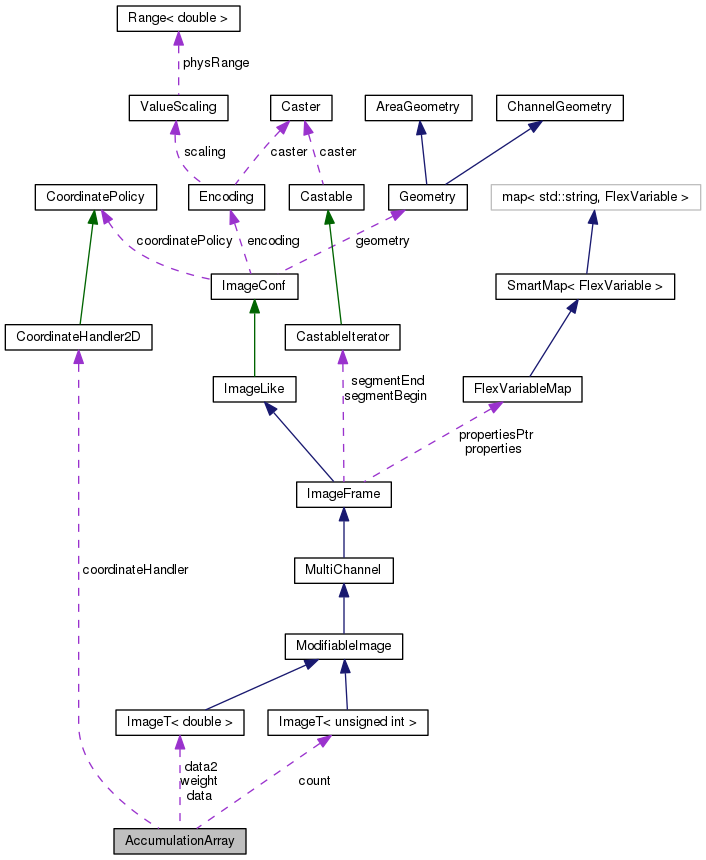 Range< double >
physRange
ValueScaling
Caster
AreaGeometry
ChannelGeometry
scaling
caster
caster
CoordinatePolicy
Encoding
Castable
Geometry
map< std::string, FlexVariable >
coordinatePolicy
encoding
geometry
ImageConf
SmartMap< FlexVariable >
CoordinateHandler2D
CastableIterator
segmentEnd
segmentBegin
ImageLike
FlexVariableMap
propertiesPtr
properties
ImageFrame
coordinateHandler
MultiChannel
ModifiableImage
ImageT< double >
ImageT< unsigned int >
data2
weight
data
count
AccumulationArray